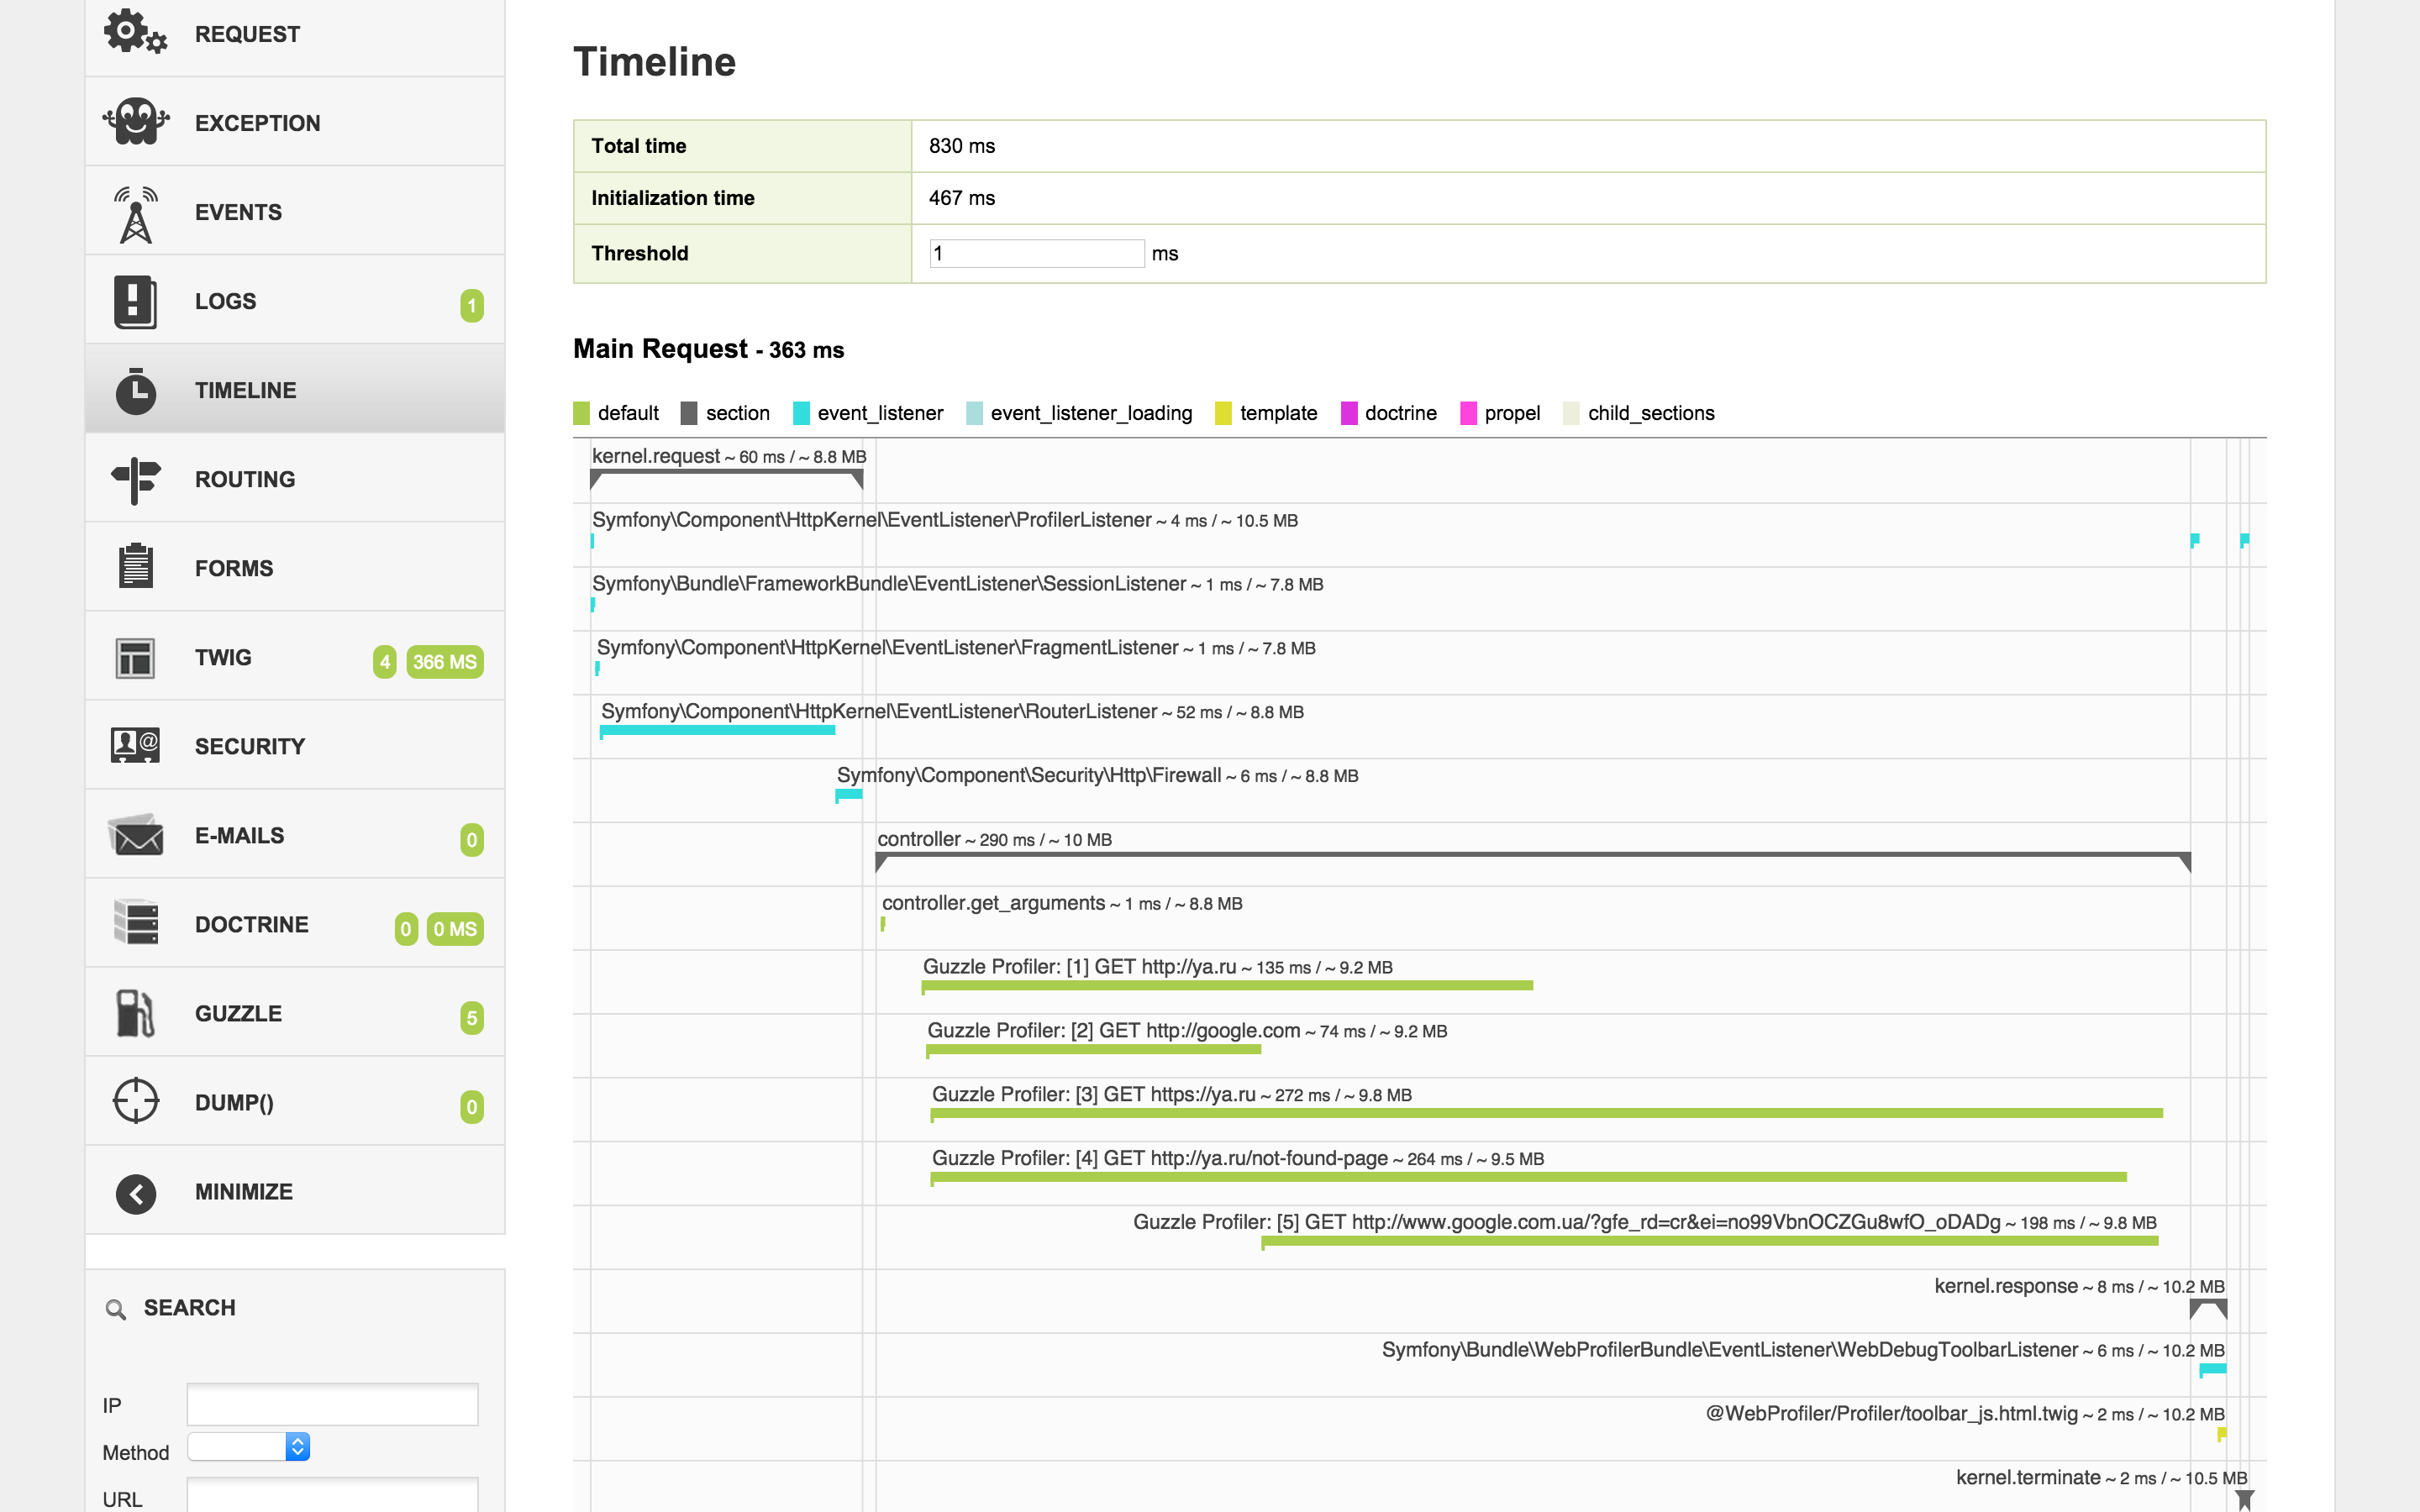 REQUEST
EXCEPTION
EVENTS
LOGS 1
TIMELINE
ROUTING
FORMS
TWIG 4 366 MS
SECURITY
E-MAILS 0
DOCTRINE 0 0 MS
GUZZLE 5
DUMP() 0
MINIMIZE
SEARCH
IP
Method
URL
Timeline
Total time 830 ms
Initialization time 467 ms
Threshold 1 ms
Main Request - 363 ms
default section event_listener event_listener_loading template doctrine propel child_sections
kernel.request ~ 60 ms / ~ 8.8 MB
Symfony\Component\HttpKernel\EventListener\ProfilerListener ~ 4 ms / ~ 10.5 MB
Symfony\Bundle\FrameworkBundle\EventListener\SessionListener ~ 1 ms / ~ 7.8 MB
Symfony\Component\HttpKernel\EventListener\FragmentListener ~ 1 ms / ~ 7.8 MB
Symfony\Component\HttpKernel\EventListener\RouterListener ~ 52 ms / ~ 8.8 MB
Symfony\Component\Security\Http\Firewall ~ 6 ms / ~ 8.8 MB
controller ~ 290 ms / ~ 10 MB
controller.get_arguments ~ 1 ms / ~ 8.8 MB
Guzzle Profiler: [1] GET http://ya.ru ~ 135 ms / ~ 9.2 MB
Guzzle Profiler: [2] GET http://google.com ~ 74 ms / ~ 9.2 MB
Guzzle Profiler: [3] GET https://ya.ru ~ 272 ms / ~ 9.8 MB
Guzzle Profiler: [4] GET http://ya.ru/not-found-page ~ 264 ms / ~ 9.5 MB
Guzzle Profiler: [5] GET http://www.google.com.ua/?gfe_rd=cr&ei=no99VbnOCZGu8wfO_oDADg ~ 198 ms / ~ 9.8 MB
kernel.response ~ 8 ms / ~ 10.2 MB
Symfony\Bundle\WebProfilerBundle\EventListener\WebDebugToolbarListener ~ 6 ms / ~ 10.2 MB
@WebProfiler/Profiler/toolbar_js.html.twig ~ 2 ms / ~ 10.2 MB
kernel.terminate ~ 2 ms / ~ 10.5 MB